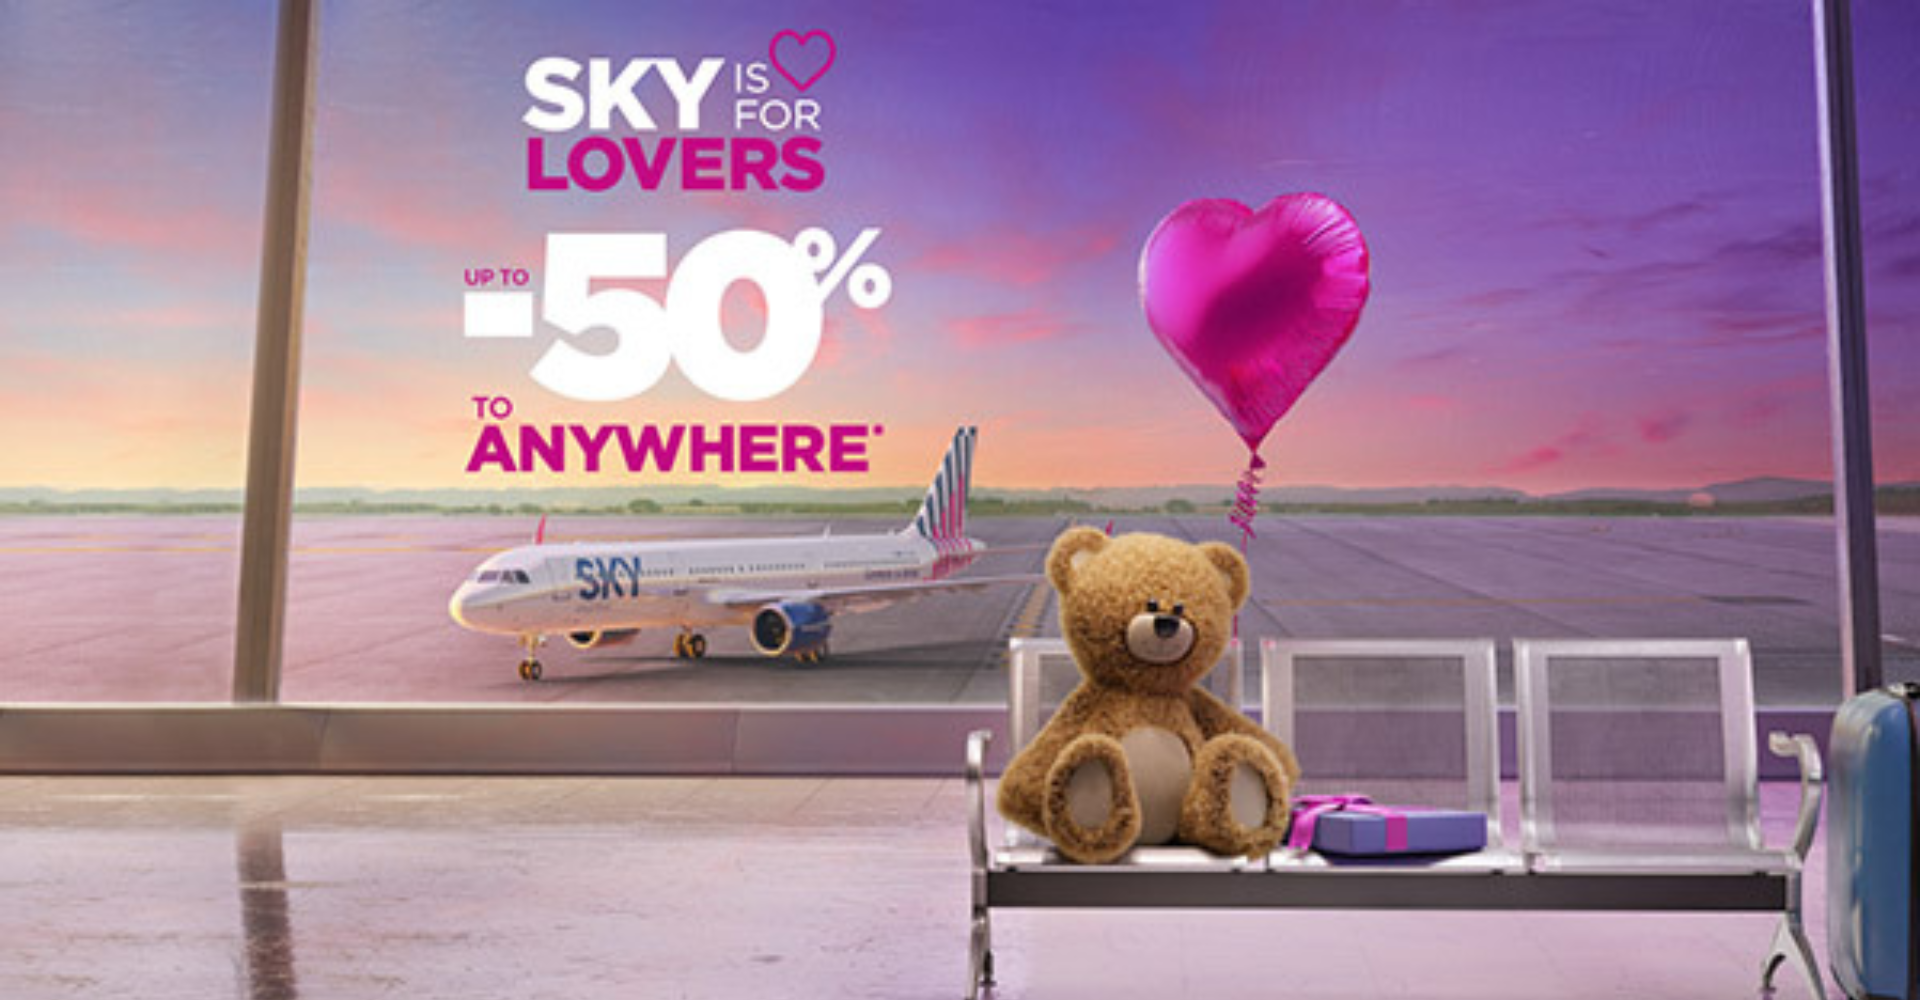 SKY IS
FOR
LOVERS
UP TO
-50%
TO
ANYWHERE*
SKY